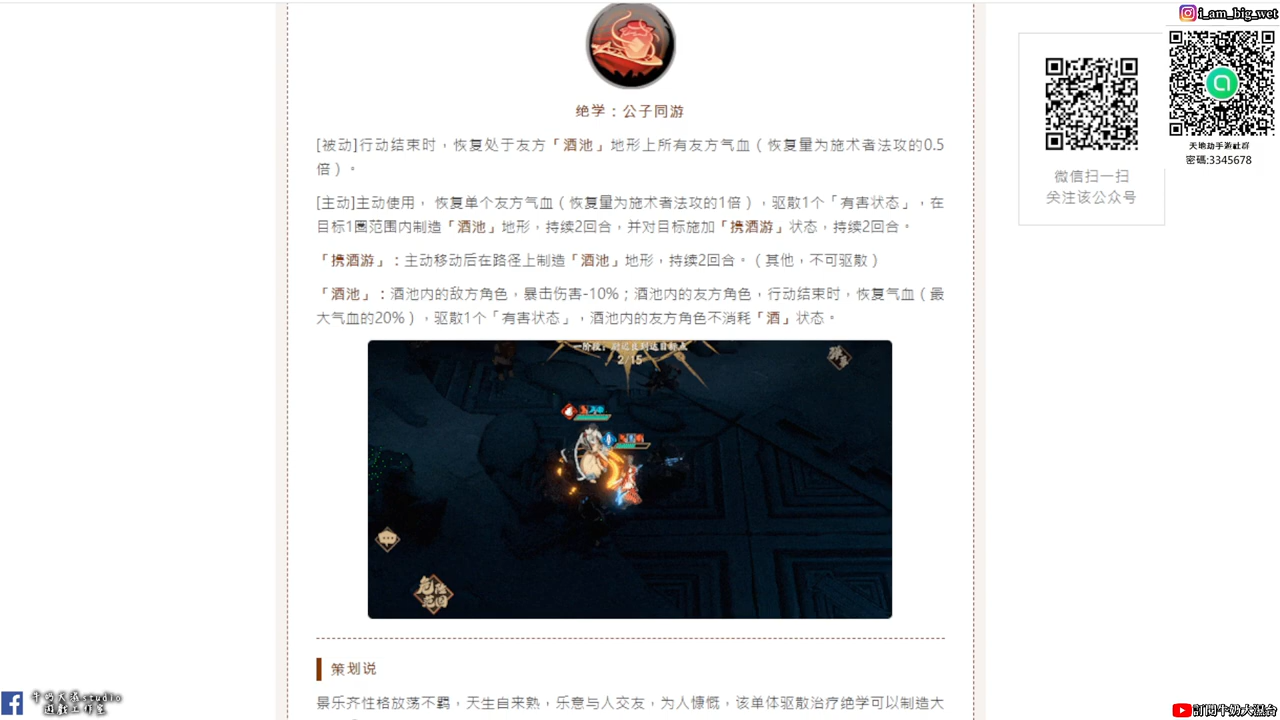 i_am_big_wet
天地劫手游社群
密碼:3345678
微信扫一扫
关注该公众号
绝学：公子同游
[被动]行动结束时，恢复处于友方「酒池」地形上所有友方气血（恢复量为施术者法攻的0.5
倍）。
[主动]主动使用， 恢复单个友方气血（恢复量为施术者法攻的1倍），驱散1个「有害状态」，在
目标1圈范围内制造「酒池」地形，持续2回合，并对目标施加「携酒游」状态，持续2回合。
「携酒游」：主动移动后在路径上制造「酒池」地形，持续2回合。（其他，不可驱散）
「酒池」：酒池内的敌方角色，暴击伤害-10%；酒池内的友方角色，行动结束时，恢复气血（最
大气血的20%），驱散1个「有害状态」，酒池内的友方角色不消耗「酒」状态。
2/15
策划说
景乐齐性格放荡不羁，天生自来熟，乐意与人交友，为人慷慨，该单体驱散治疗绝学可以制造大
遊戲工作室